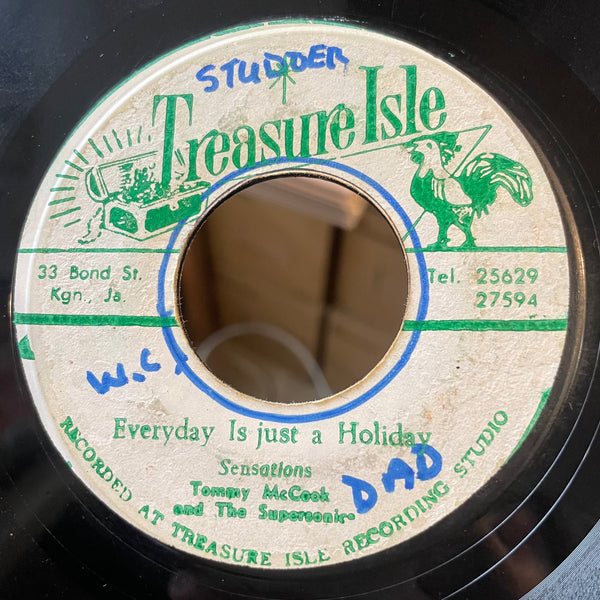 STUDDER
Treasure Isle
33 Bond St.
Kgn., Ja.
Tel. 25629
27594
W.C.
Everyday Is just a Holiday
Sensations
DAD
Tommy McCook
and The Supersonics
RECORDED AT TREASURE ISLE RECORDING STUDIO